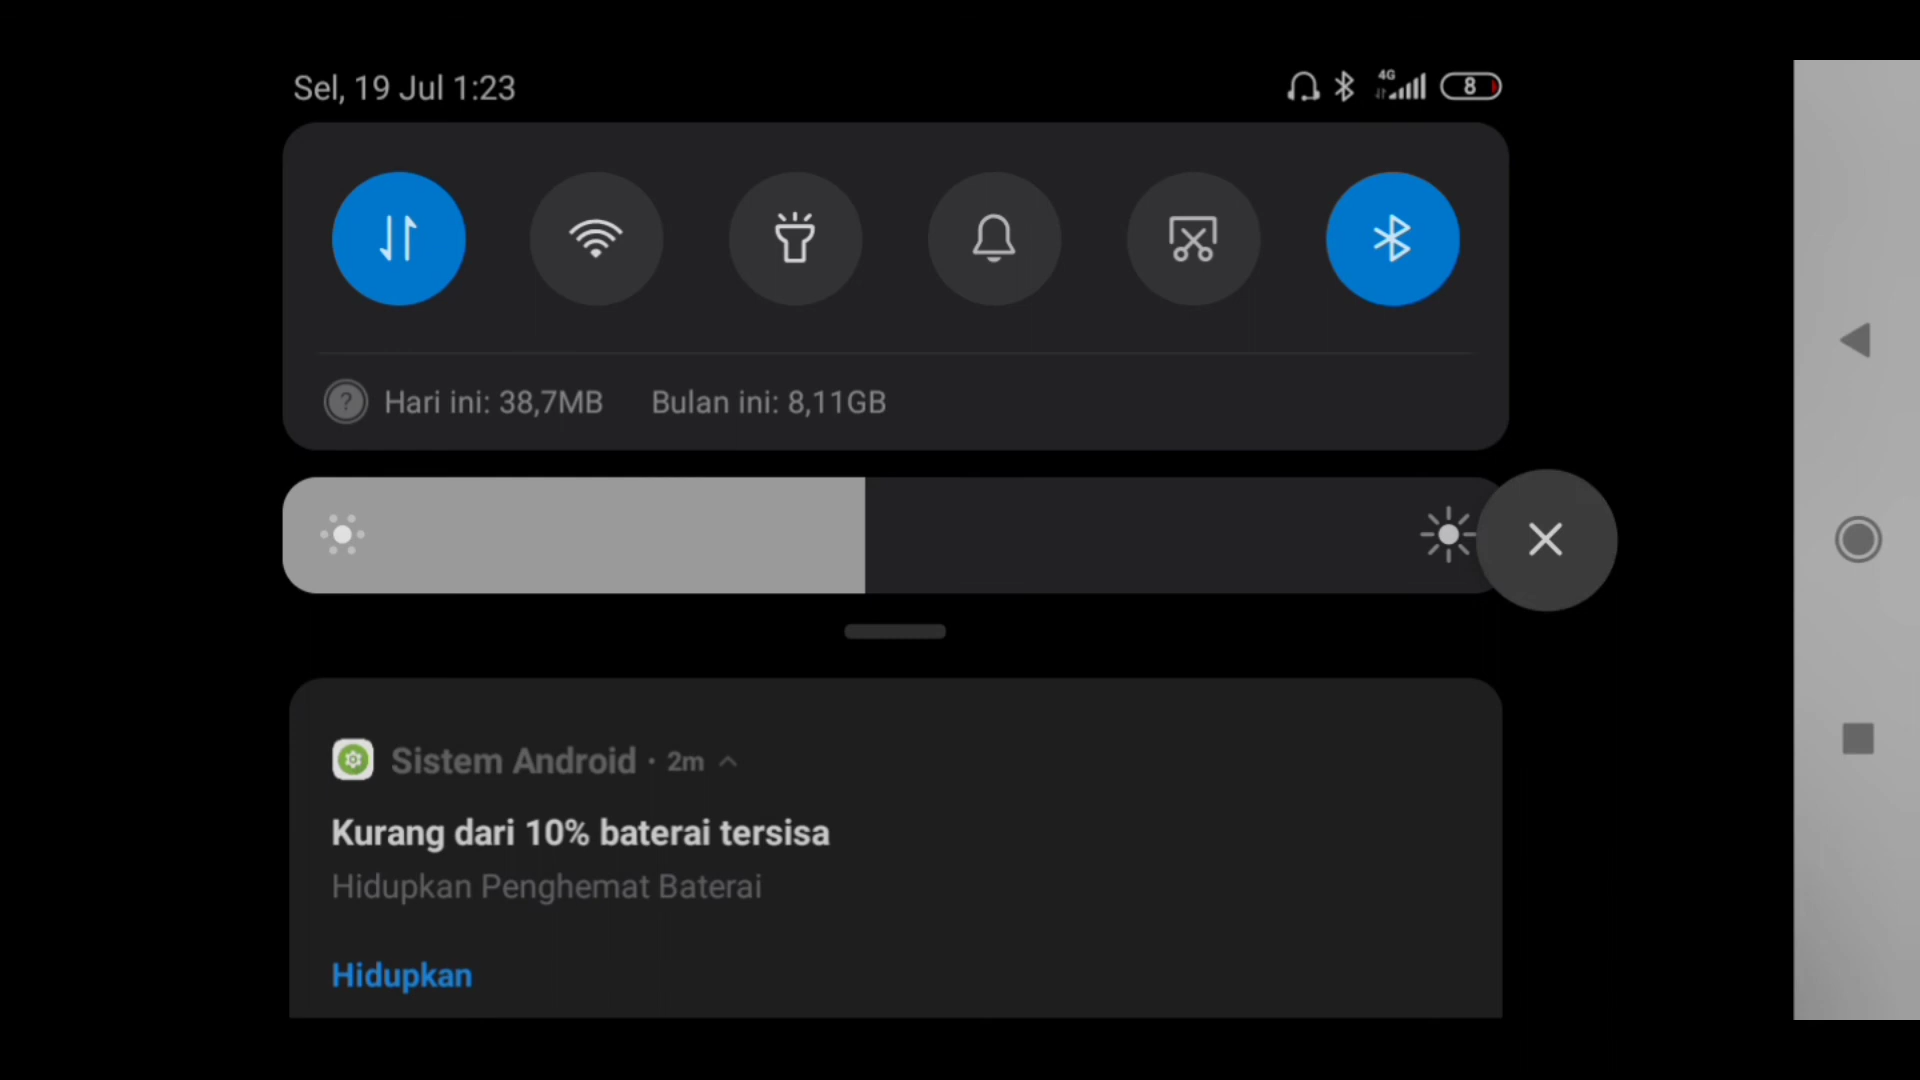 Sel, 19 Jul 1:23
4G
8
Hari ini: 38,7MB Bulan ini: 8,11GB
Sistem Android • 2m
Kurang dari 10% baterai tersisa
Hidupkan Penghemat Baterai
Hidupkan